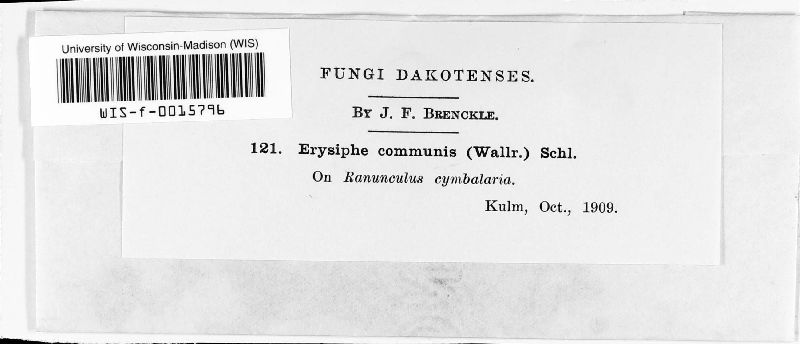 University of Wisconsin-Madison (WIS)
WIS-f-0015796
FUNGI DAKOTENSES.
By J. F. Brenckle.
121. Erysiphe communis (Wallr.) Schl.
On Ranunculus cymbalaria.
Kulm, Oct., 1909.